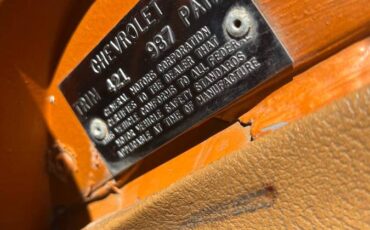 CHEVROLET
TRIM 421 987 PAINT
GENERAL MOTORS CORPORATION
CERTIFIES TO THE DEALER THAT
THIS VEHICLE CONFORMS TO ALL FEDERAL
MOTOR VEHICLE SAFETY STANDARDS
APPLICABLE AT TIME OF MANUFACTURE